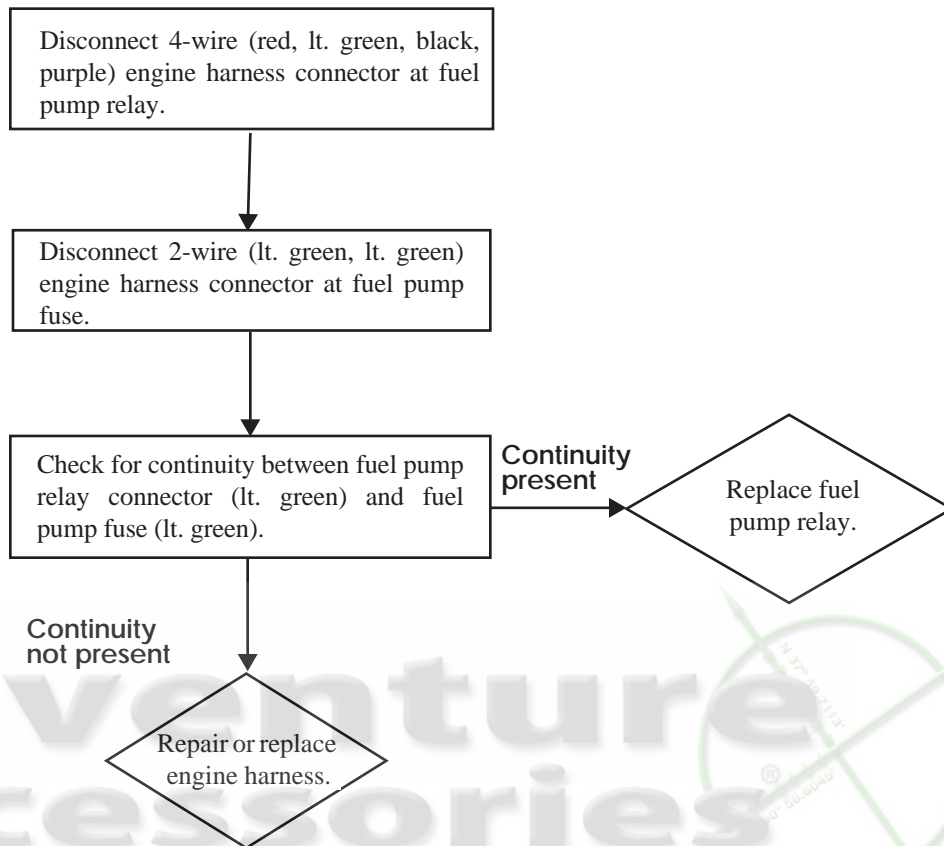 Disconnect 4-wire (red, lt. green, black,
purple) engine harness connector at fuel
pump relay.
Disconnect 2-wire (lt. green, lt. green)
engine harness connector at fuel pump
fuse.
Check for continuity between fuel pump
relay connector (lt. green) and fuel
pump fuse (lt. green).
Continuity
present
Replace fuel
pump relay.
Continuity
not present
Repair or replace
engine harness.
venture
cessories
®
N 37° 59.7113'